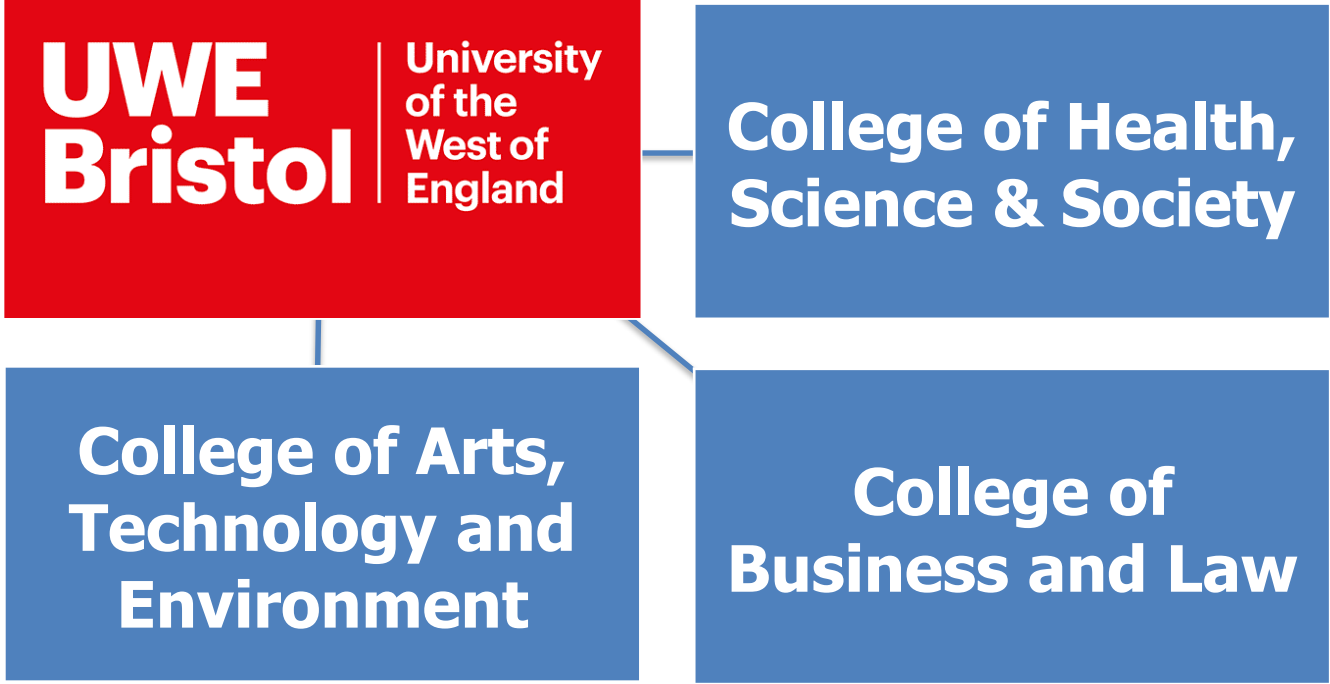 UWE
Bristol
University
of the
West of
England
College of Health,
Science & Society
College of Arts,
Technology and
Environment
College of
Business and Law